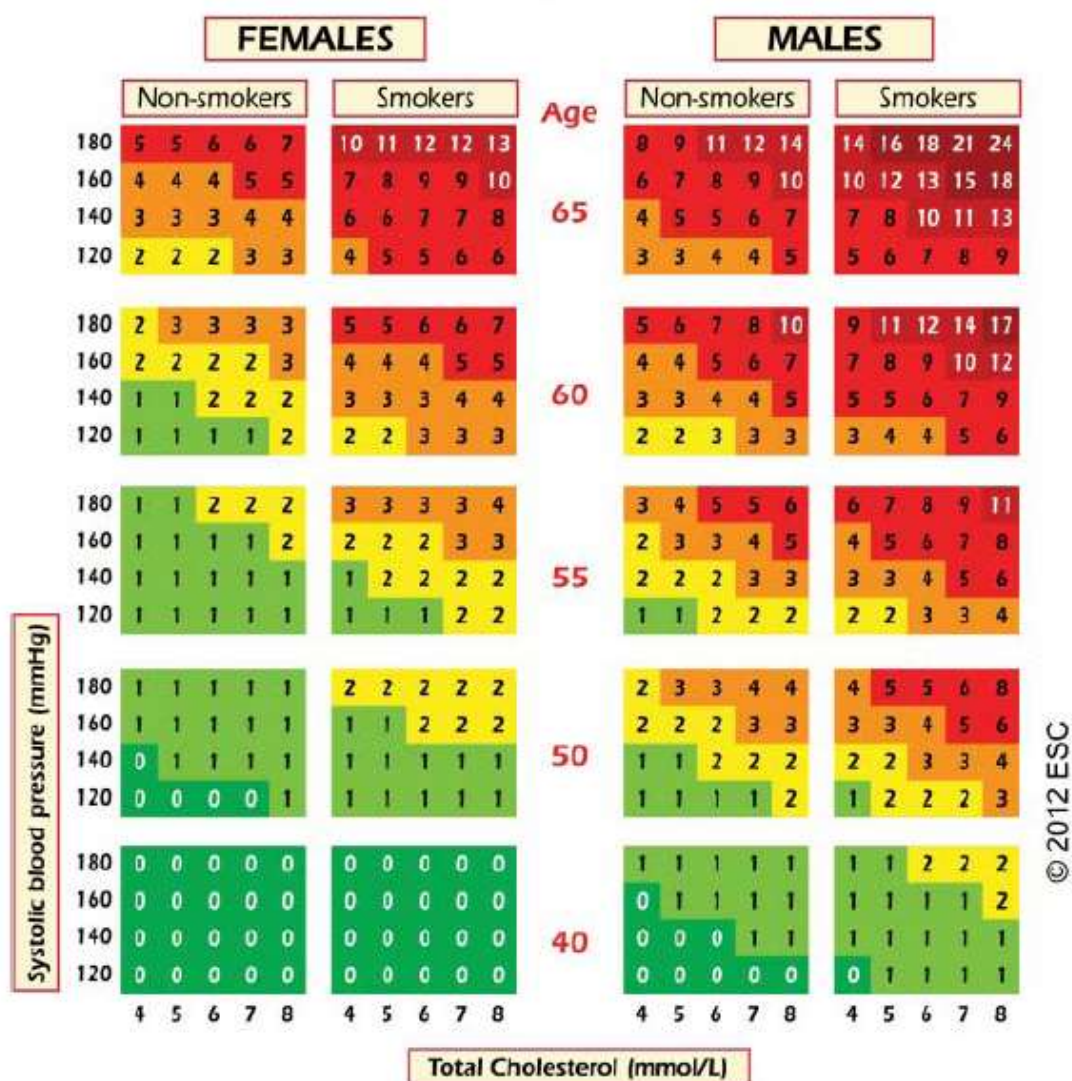 FEMALES MALES
Non-smokers Smokers Age Non-smokers Smokers
180 5 5 6 6 7 10 11 12 12 13 8 9 11 12 14 14 16 18 21 24
160 4 4 4 5 5 7 8 9 9 10 6 7 8 9 10 10 12 13 15 18
65
140 3 3 3 4 4 6 6 7 7 8 4 5 5 6 7 7 8 10 11 13
120 2 2 2 3 3 4 5 5 6 6 3 3 4 4 5 5 6 7 8 9
180 2 3 3 3 3 5 5 6 6 7 5 6 7 8 10 9 11 12 14 17
160 2 2 2 2 3 4 4 4 5 5 4 4 5 6 7 7 8 9 10 12
60
140 1 1 2 2 2 3 3 3 4 4 3 3 4 4 5 5 5 6 7 9
120 1 1 1 1 2 2 2 3 3 3 2 2 3 3 3 3 4 4 5 6
180 1 1 2 2 2 3 3 3 3 4 3 4 5 5 6 6 7 8 9 11
160 1 1 1 1 2 2 2 2 3 3 2 3 3 4 5 4 5 6 7 8
55
140 1 1 1 1 1 1 2 2 2 2 2 2 2 3 3 3 3 4 5 6
120 1 1 1 1 1 1 1 1 2 2 1 1 2 2 2 2 2 3 3 4
180 1 1 1 1 1 2 2 2 2 2 2 3 3 4 4 4 5 5 6 8
160 1 1 1 1 1 1 1 2 2 2 2 2 2 3 3 3 3 4 5 6
50
140 0 1 1 1 1 1 1 1 1 1 1 1 2 2 2 2 2 3 3 4
120 0 0 0 0 1 1 1 1 1 1 1 1 1 1 2 1 2 2 2 3
180 0 0 0 0 0 0 0 0 0 0 1 1 1 1 1 1 1 2 2 2
160 0 0 0 0 0 0 0 0 0 0 0 1 1 1 1 1 1 1 1 2
40
140 0 0 0 0 0 0 0 0 0 0 0 0 0 1 1 1 1 1 1 1
120 0 0 0 0 0 0 0 0 0 0 0 0 0 0 0 0 1 1 1 1
4 5 6 7 8 4 5 6 7 8 4 5 6 7 8 4 5 6 7 8
Total Cholesterol (mmol/L)
Systolic blood pressure (mmHg)
© 2012 ESC